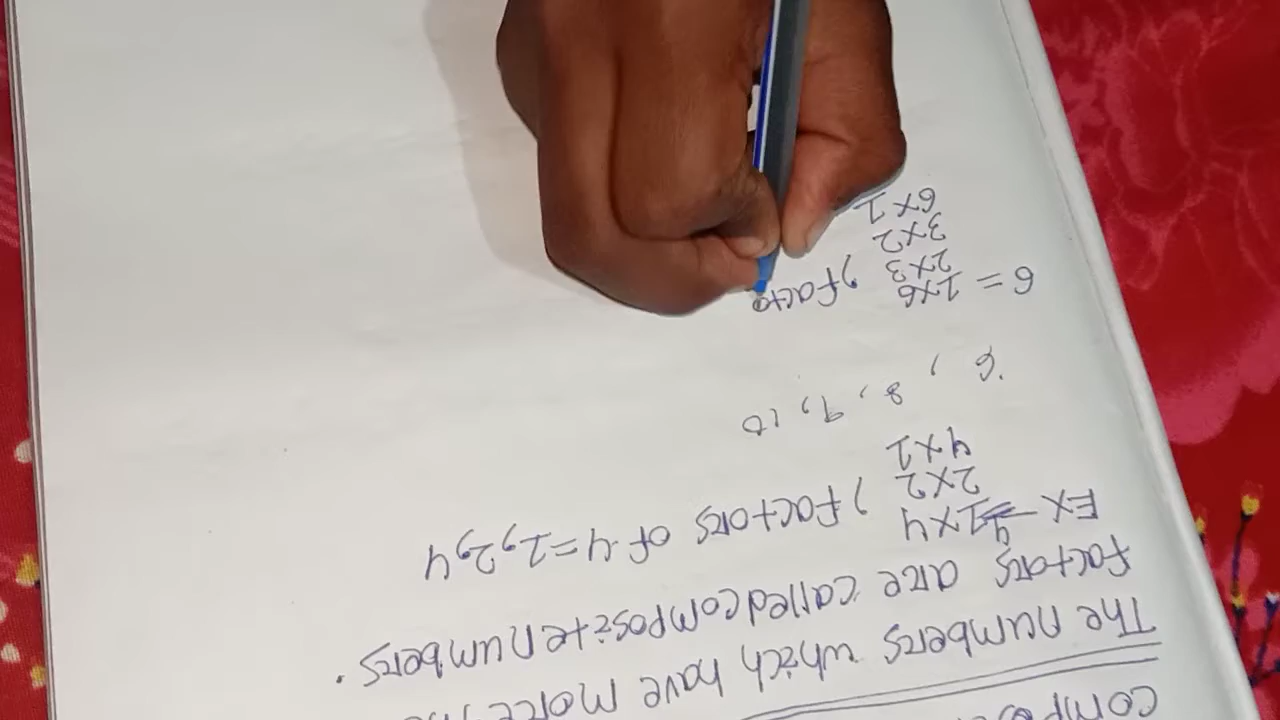 The numbers which have more
factors are called composite numbers.
Ex - 4 = 1×4
2×2 , factors of 4 = 1, 2, 4
4×1
6, 8, 9, 10
6 = 1×6
2×3 , facto
3×2
6×1